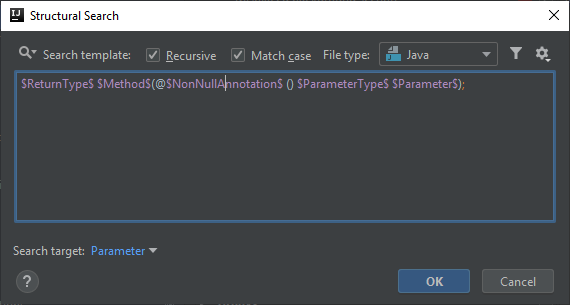 Structural Search
Search template: Recursive Match case File type: Java
$ReturnType$ $Method$(@$NonNullAnnotation$ () $ParameterType$ $Parameter$);
Search target: Parameter
? OK Cancel